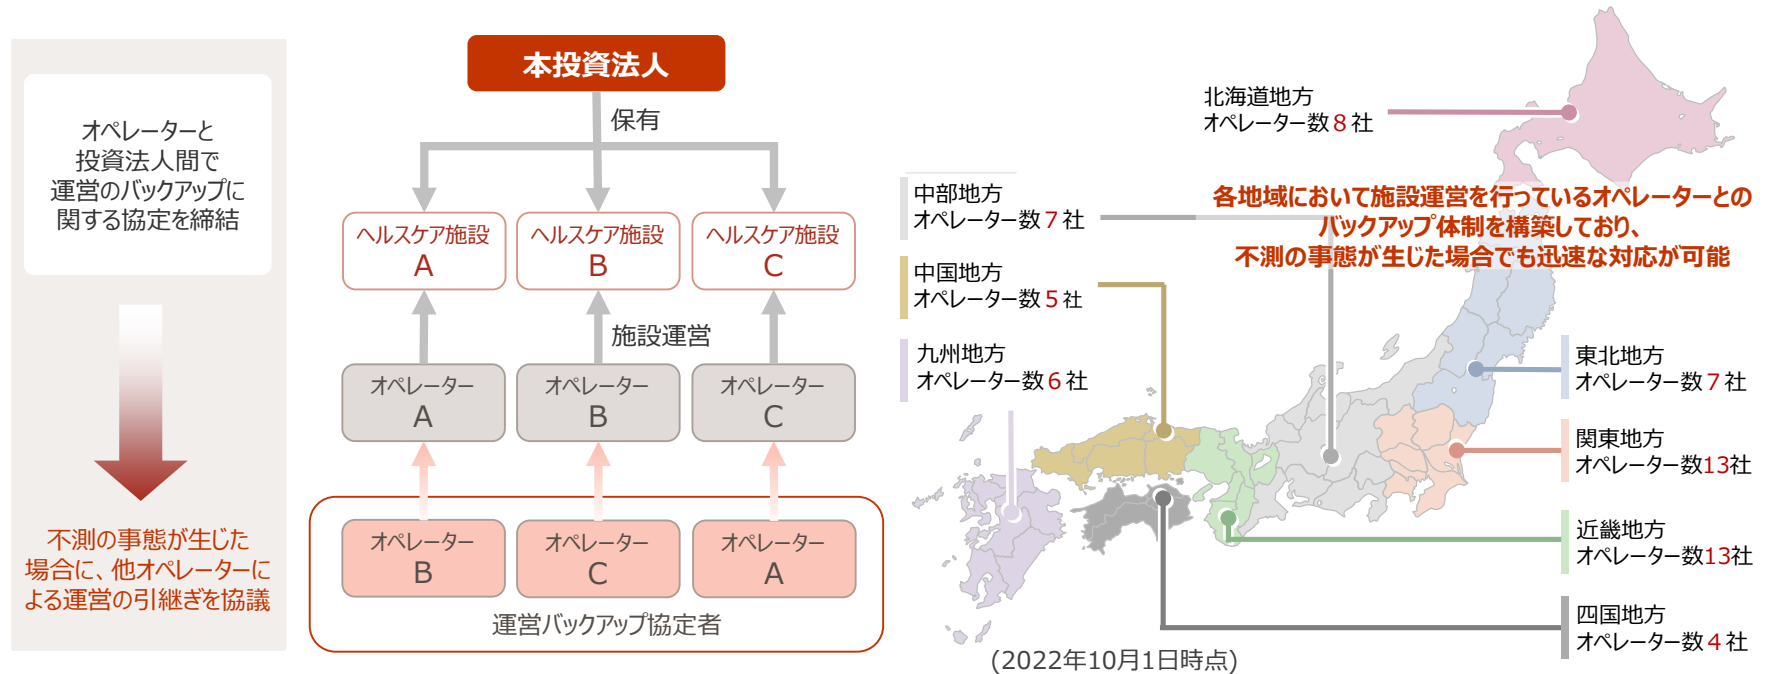 オペレーターと
投資法人間で
運営のバックアップに
関する協定を締結
不測の事態が生じた
場合に、他オペレーターに
よる運営の引継ぎを協議
本投資法人
保有
ヘルスケア施設
A
ヘルスケア施設
B
ヘルスケア施設
C
施設運営
オペレーター
A
オペレーター
B
オペレーター
C
オペレーター
B
オペレーター
C
オペレーター
A
運営バックアップ協定者
北海道地方
オペレーター数8社
各地域において施設運営を行っているオペレーターとの
バックアップ体制を構築しており、
不測の事態が生じた場合でも迅速な対応が可能
中部地方
オペレーター数7社
中国地方
オペレーター数5社
九州地方
オペレーター数6社
東北地方
オペレーター数7社
関東地方
オペレーター数13社
近畿地方
オペレーター数13社
四国地方
オペレーター数4社
(2022年10月1日時点)